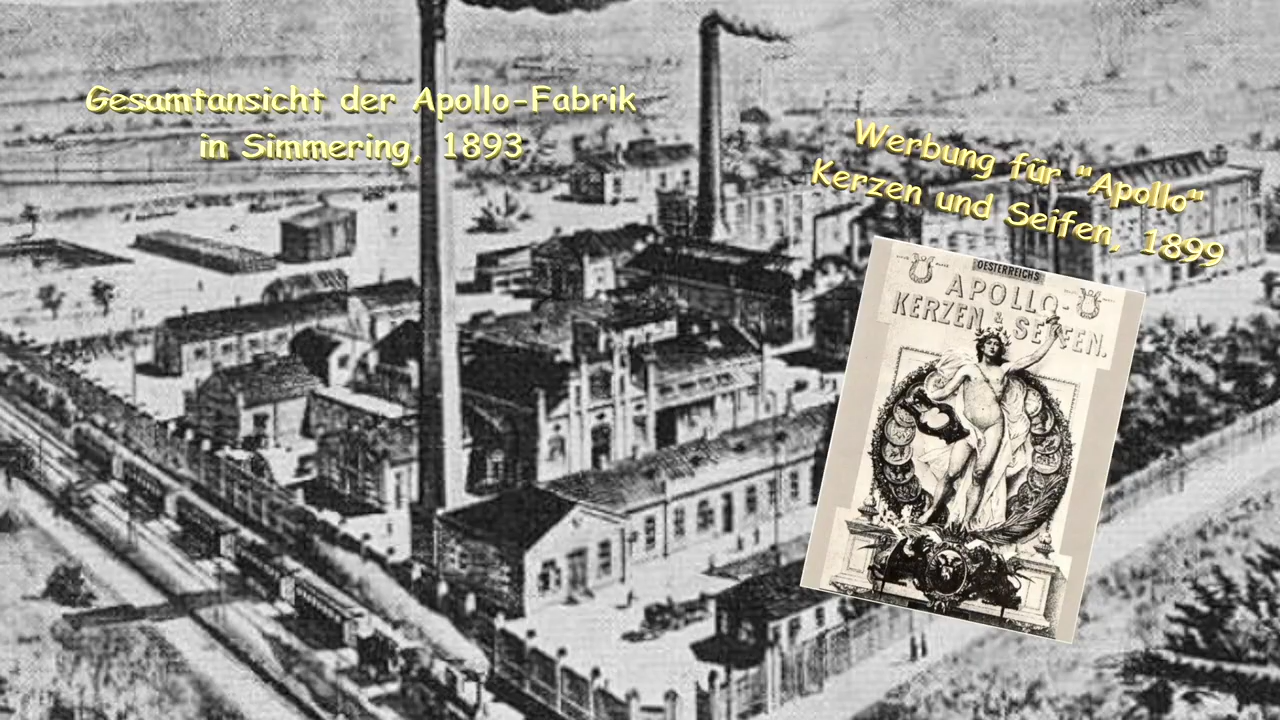 Gesamtansicht der Apollo-Fabrik
in Simmering, 1893
Werbung für "Apollo"
Kerzen und Seifen, 1899
OESTERREICHS
APOLLO-
KERZEN & SEIFEN.